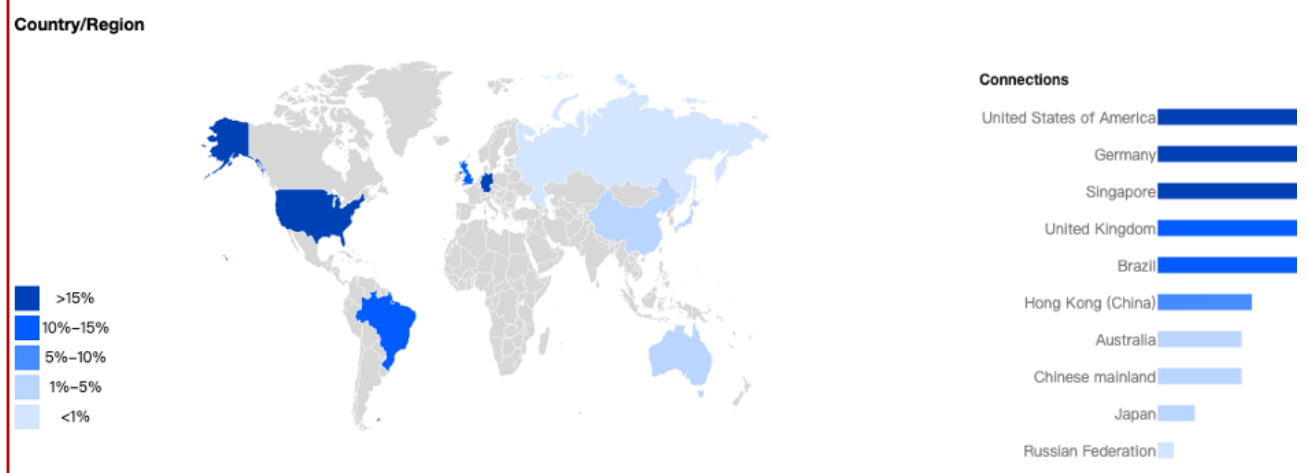 Country/Region
>15%
10%–15%
5%–10%
1%–5%
<1%
Connections
United States of America
Germany
Singapore
United Kingdom
Brazil
Hong Kong (China)
Australia
Chinese mainland
Japan
Russian Federation